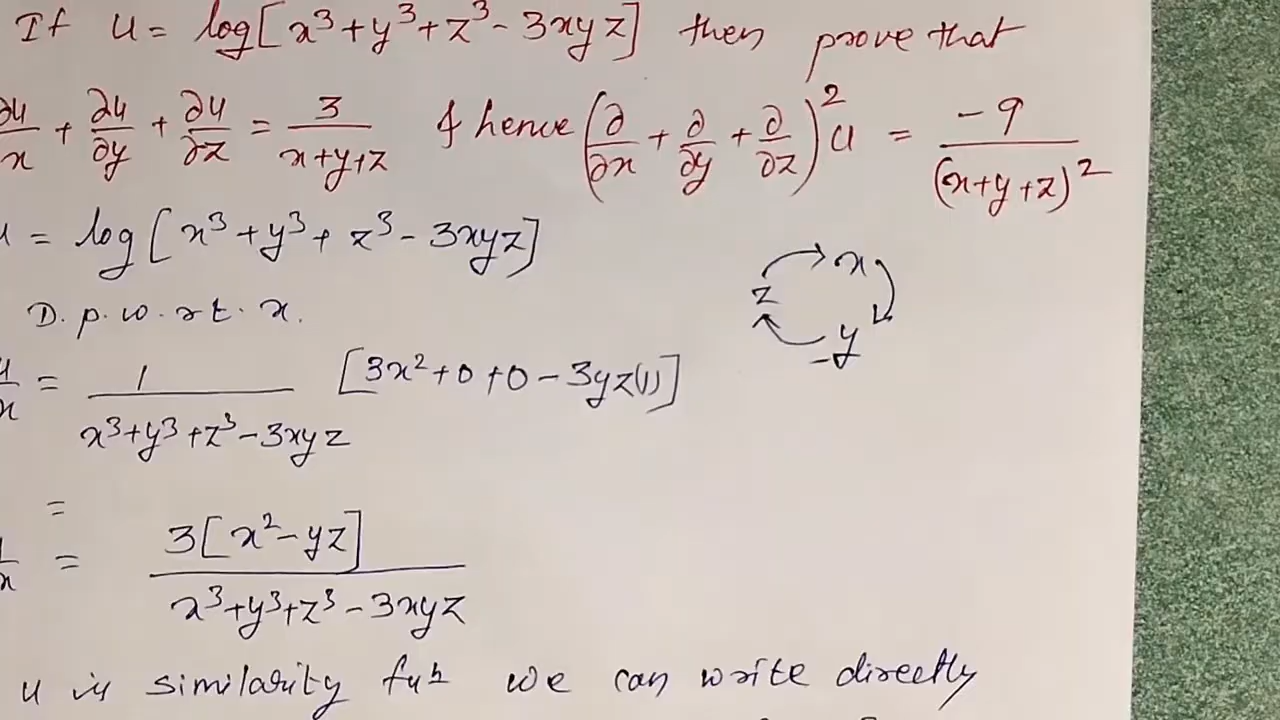 If u = log[x³+y³+z³-3xyz] then prove that
∂u/x + ∂u/∂y + ∂u/∂z = 3/(x+y+z) & hence (∂/∂x + ∂/∂y + ∂/∂z)² u = -9/(x+y+z)²
u = log[x³+y³+z³-3xyz]
x
z
y
D.p.w.r.t. x.
u/x = 1/(x³+y³+z³-3xyz) [3x²+0+0-3yz(1)]
=
/x = 3[x²-yz]/(x³+y³+z³-3xyz)
u is similarity fun we can write directly